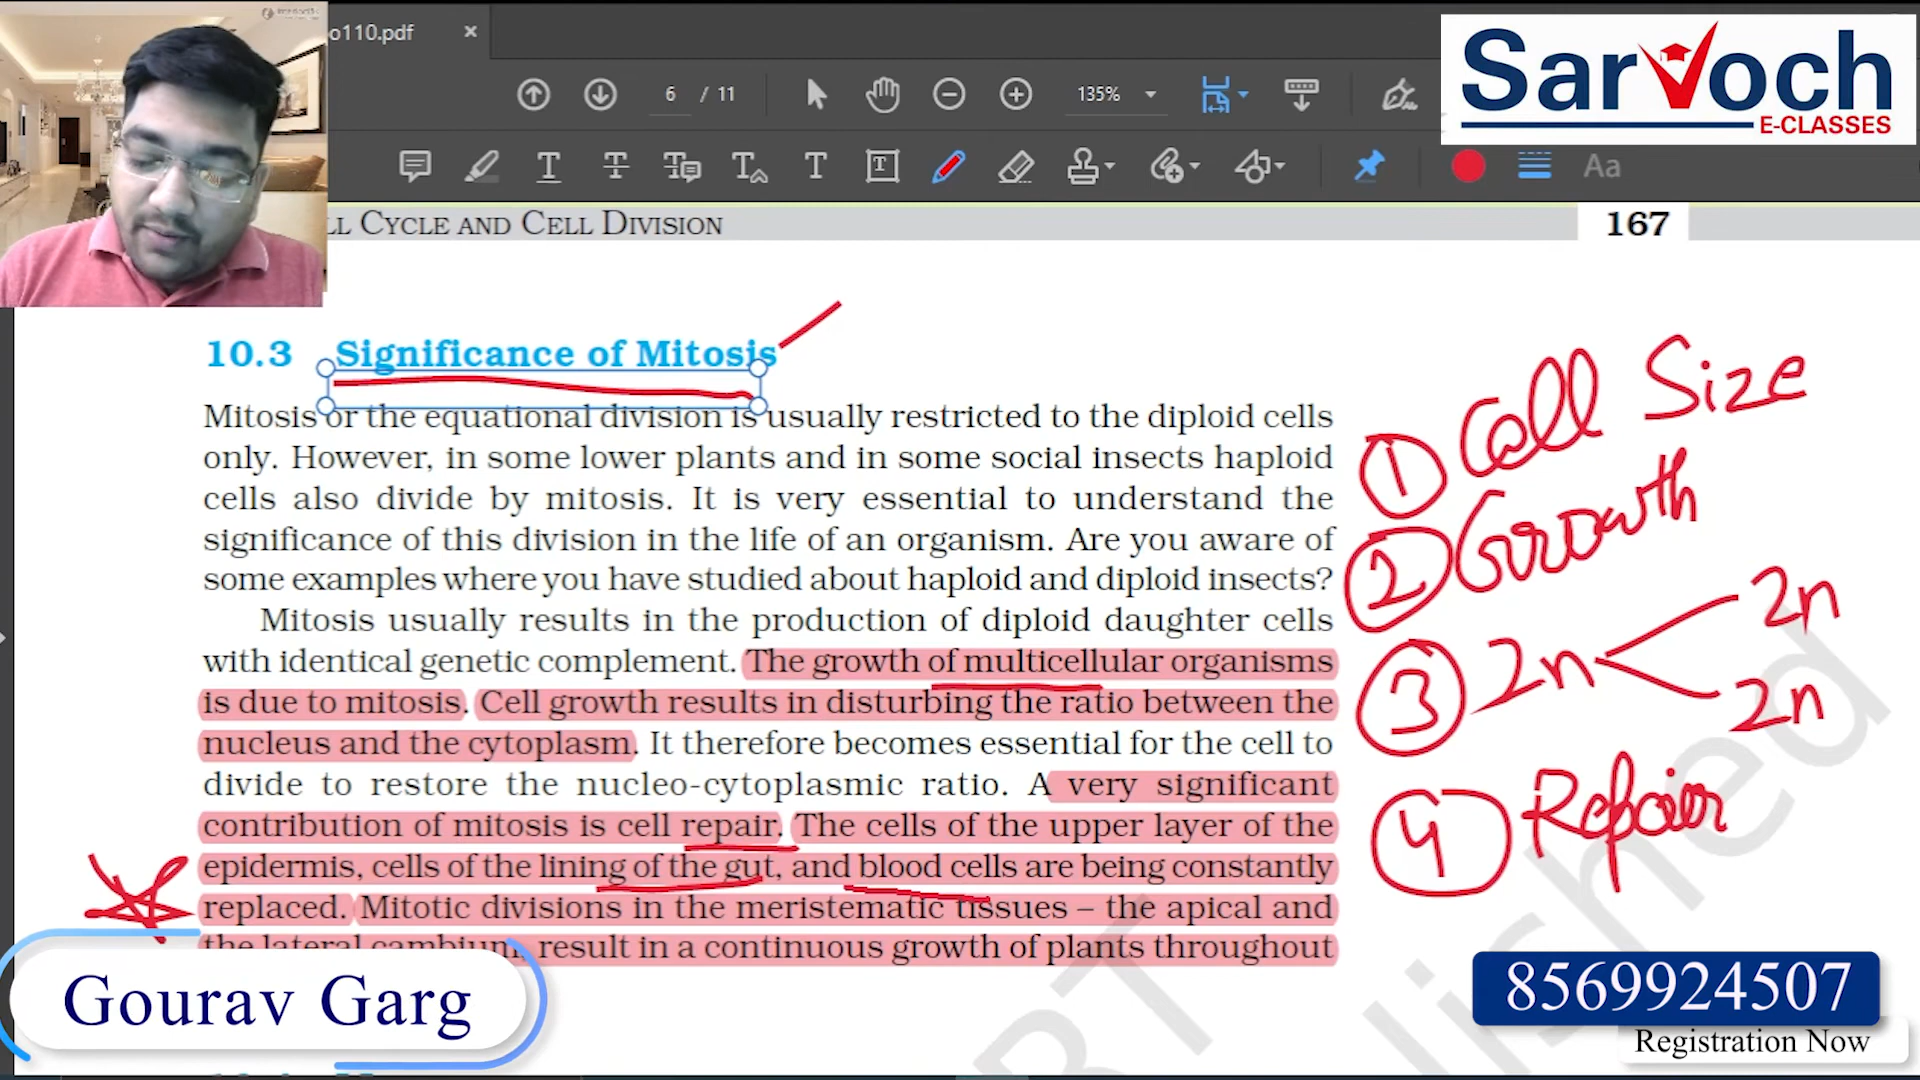 o110.pdf ×
6 / 11 135%
T T T T T T Aa
SarVoch
E-CLASSES
LL CYCLE AND CELL DIVISION 167
10.3 Significance of Mitosis
Mitosis or the equational division is usually restricted to the diploid cells
only. However, in some lower plants and in some social insects haploid
cells also divide by mitosis. It is very essential to understand the
significance of this division in the life of an organism. Are you aware of
some examples where you have studied about haploid and diploid insects?
Mitosis usually results in the production of diploid daughter cells
with identical genetic complement. The growth of multicellular organisms
is due to mitosis. Cell growth results in disturbing the ratio between the
nucleus and the cytoplasm. It therefore becomes essential for the cell to
divide to restore the nucleo-cytoplasmic ratio. A very significant
contribution of mitosis is cell repair. The cells of the upper layer of the
epidermis, cells of the lining of the gut, and blood cells are being constantly
replaced. Mitotic divisions in the meristematic tissues – the apical and
the lateral cambium, result in a continuous growth of plants throughout
1 Cell Size
2 Growth
3 2n 2n
2n
4 Repair
Gourav Garg
8569924507
Registration Now